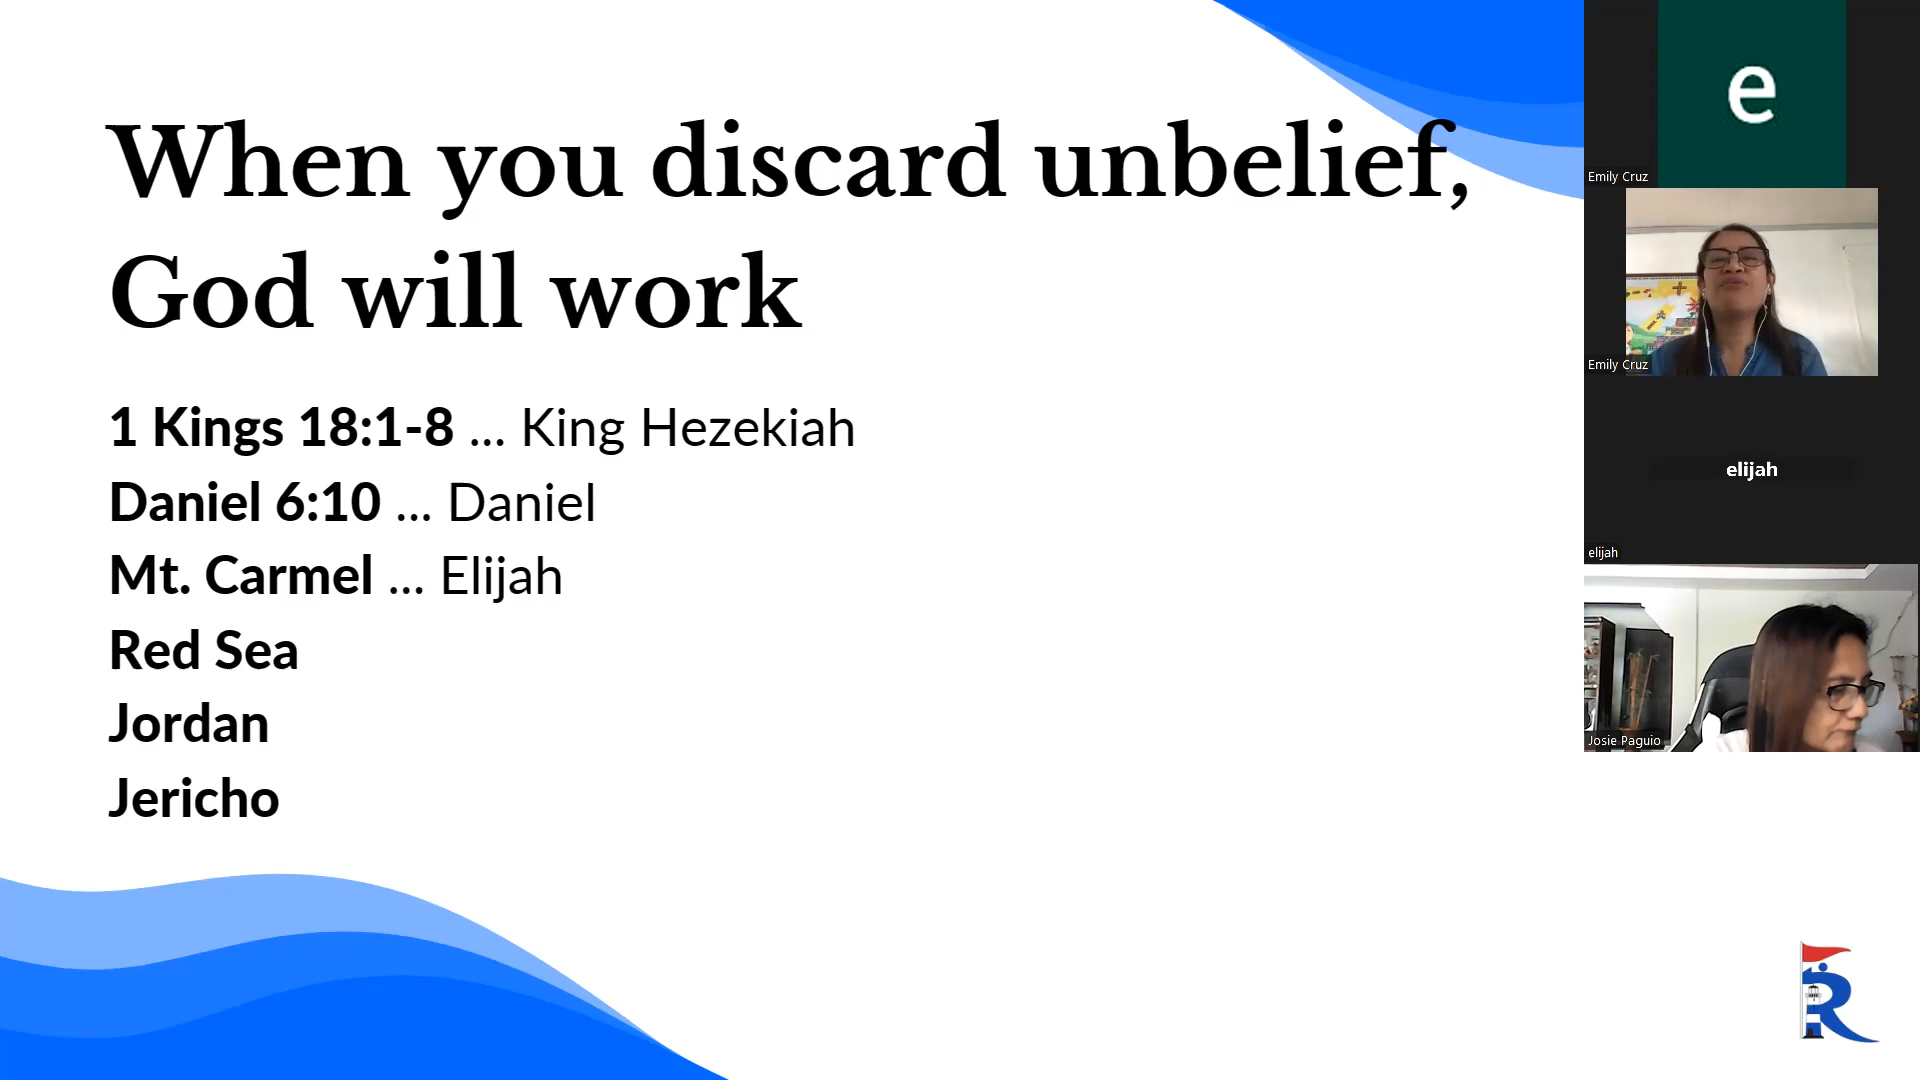 When you discard unbelief,
God will work
1 Kings 18:1-8 ... King Hezekiah
Daniel 6:10 ... Daniel
Mt. Carmel ... Elijah
Red Sea
Jordan
Jericho
e
Emily Cruz
Emily Cruz
elijah
elijah
Josie Paguio
R